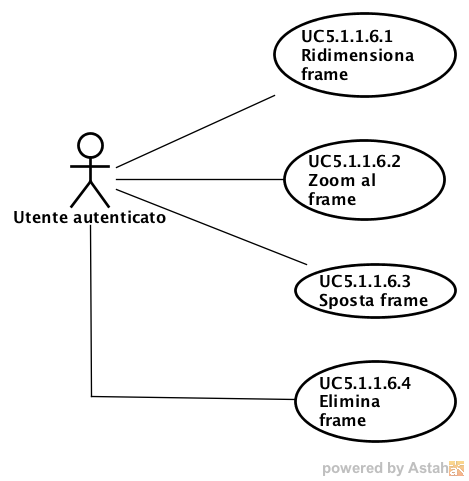 UC5.1.1.6.1
Ridimensiona
frame
UC5.1.1.6.2
Zoom al
frame
Utente autenticato
UC5.1.1.6.3
Sposta frame
UC5.1.1.6.4
Elimina
frame
powered by Astah